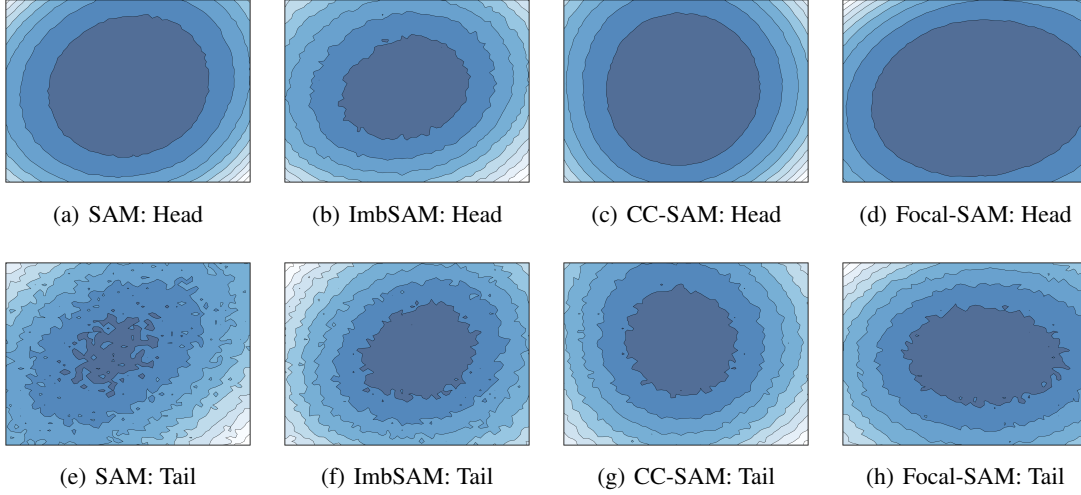 (a) SAM: Head
(b) ImbSAM: Head
(c) CC-SAM: Head
(d) Focal-SAM: Head
(e) SAM: Tail
(f) ImbSAM: Tail
(g) CC-SAM: Tail
(h) Focal-SAM: Tail